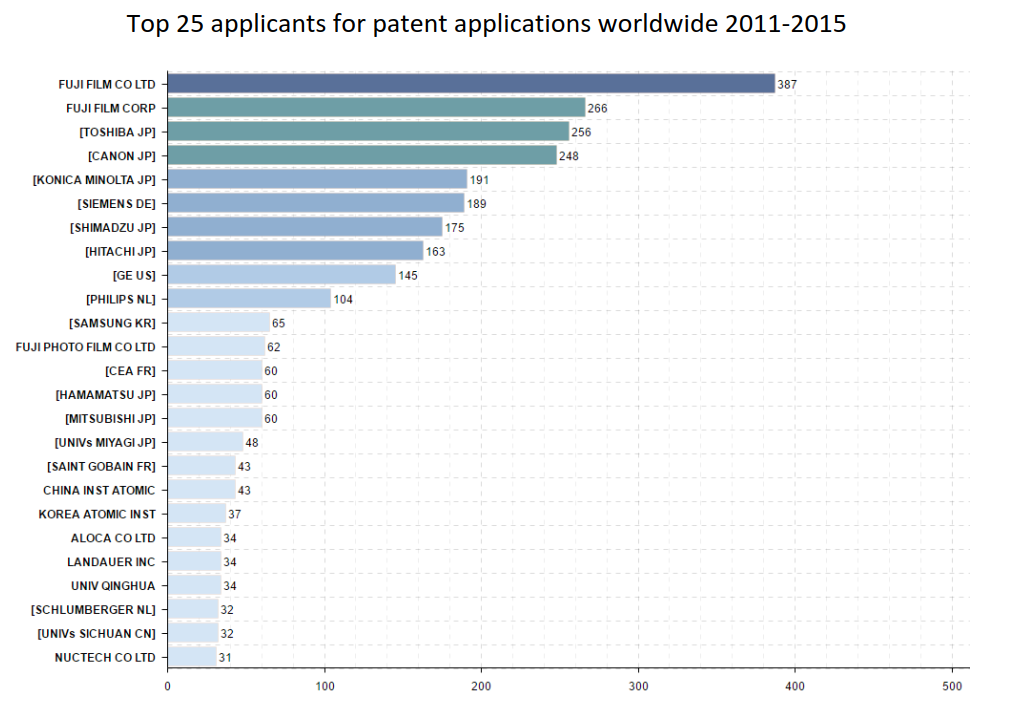 Top 25 applicants for patent applications worldwide 2011-2015
FUJI FILM CO LTD 387
FUJI FILM CORP 266
[TOSHIBA JP] 256
[CANON JP] 248
[KONICA MINOLTA JP] 191
[SIEMENS DE] 189
[SHIMADZU JP] 175
[HITACHI JP] 163
[GE US] 145
[PHILIPS NL] 104
[SAMSUNG KR] 65
FUJI PHOTO FILM CO LTD 62
[CEA FR] 60
[HAMAMATSU JP] 60
[MITSUBISHI JP] 60
[UNIVs MIYAGI JP] 48
[SAINT GOBAIN FR] 43
CHINA INST ATOMIC 43
KOREA ATOMIC INST 37
ALOCA CO LTD 34
LANDAUER INC 34
UNIV QINGHUA 34
[SCHLUMBERGER NL] 32
[UNIVs SICHUAN CN] 32
NUCTECH CO LTD 31
0 100 200 300 400 500